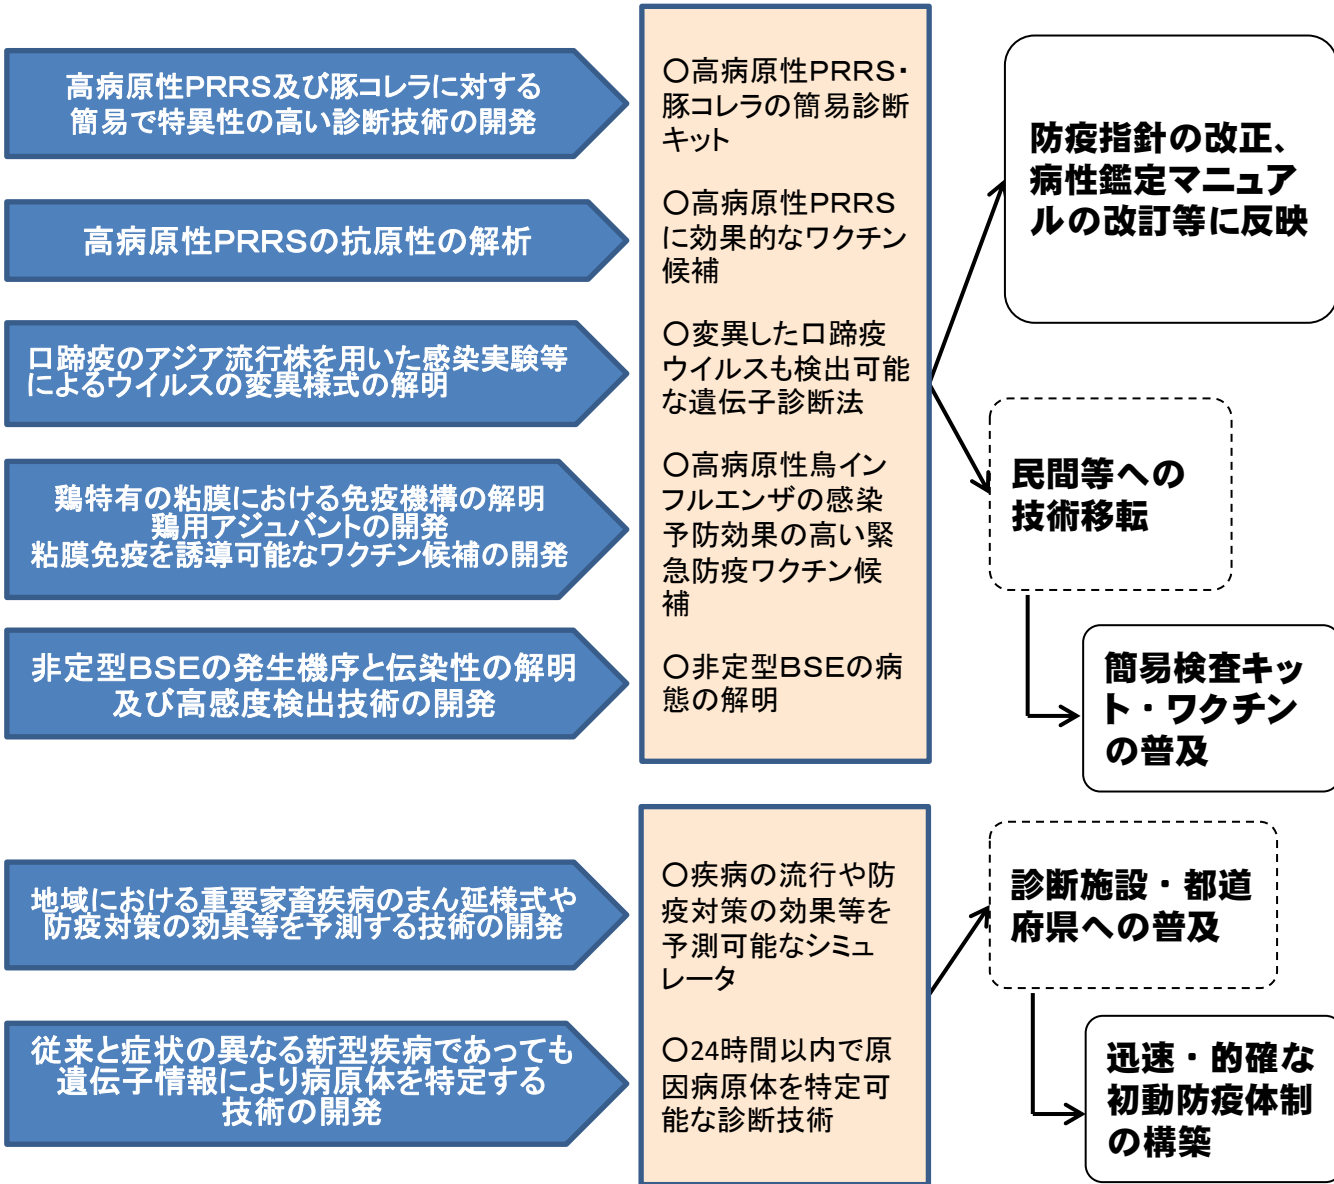 高病原性PRRS及び豚コレラに対する
簡易で特異性の高い診断技術の開発
高病原性PRRSの抗原性の解析
口蹄疫のアジア流行株を用いた感染実験等
によるウイルスの変異様式の解明
鶏特有の粘膜における免疫機構の解明
鶏用アジュバントの開発
粘膜免疫を誘導可能なワクチン候補の開発
非定型BSEの発生機序と伝染性の解明
及び高感度検出技術の開発
〇高病原性PRRS・
豚コレラの簡易診断
キット
〇高病原性PRRS
に効果的なワクチン
候補
〇変異した口蹄疫
ウイルスも検出可能
な遺伝子診断法
〇高病原性鳥イン
フルエンザの感染
予防効果の高い緊
急防疫ワクチン候
補
〇非定型BSEの病
態の解明
防疫指針の改正、
病性鑑定マニュア
ルの改訂等に反映
民間等への
技術移転
簡易検査キッ
ト・ワクチン
の普及
地域における重要家畜疾病のまん延様式や
防疫対策の効果等を予測する技術の開発
従来と症状の異なる新型疾病であっても
遺伝子情報により病原体を特定する
技術の開発
〇疾病の流行や防
疫対策の効果等を
予測可能なシミュ
レータ
〇24時間以内で原
因病原体を特定可
能な診断技術
診断施設・都道
府県への普及
迅速・的確な
初動防疫体制
の構築